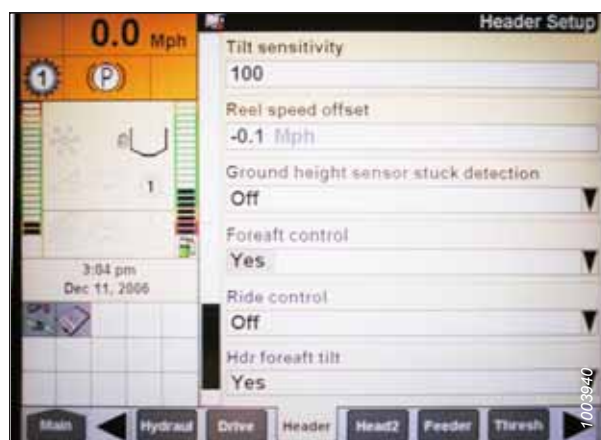 0.0 Mph
Header Setup
1
P
1
3:04 pm
Dec 11, 2006
GPS
Tilt sensitivity
100
Reel speed offset
-0.1 Mph
Ground height sensor stuck detection
Off
Foreaft control
Yes
Ride control
Off
Hdr foreaft tilt
Yes
Main
Hydraul
Drive
Header
Head2
Feeder
Thresh
1003940